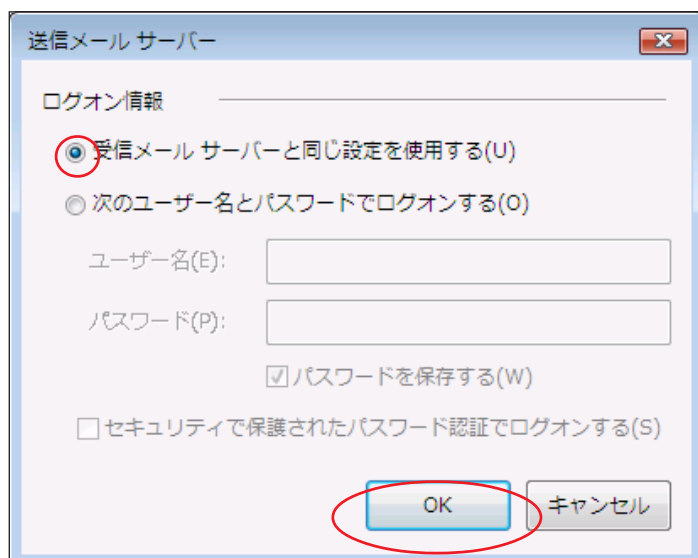 送信メール サーバー
ログオン情報
受信メール サーバーと同じ設定を使用する(U)
次のユーザー名とパスワードでログオンする(O)
ユーザー名(E):
パスワード(P):
パスワードを保存する(W)
セキュリティで保護されたパスワード認証でログオンする(S)
OK キャンセル